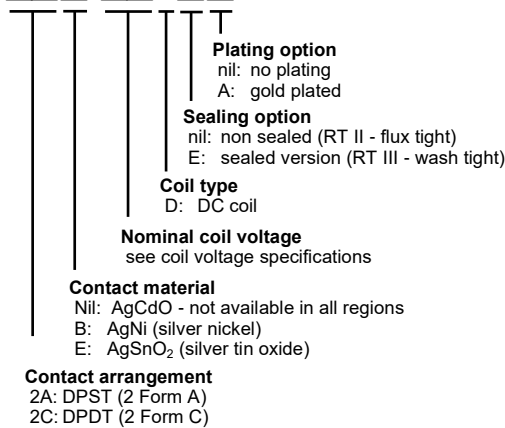 Plating option
nil: no plating
A: gold plated
Sealing option
nil: non sealed (RT II - flux tight)
E: sealed version (RT III - wash tight)
Coil type
D: DC coil
Nominal coil voltage
see coil voltage specifications
Contact material
Nil: AgCdO - not available in all regions
B: AgNi (silver nickel)
E: AgSnO₂ (silver tin oxide)
Contact arrangement
2A: DPST (2 Form A)
2C: DPDT (2 Form C)